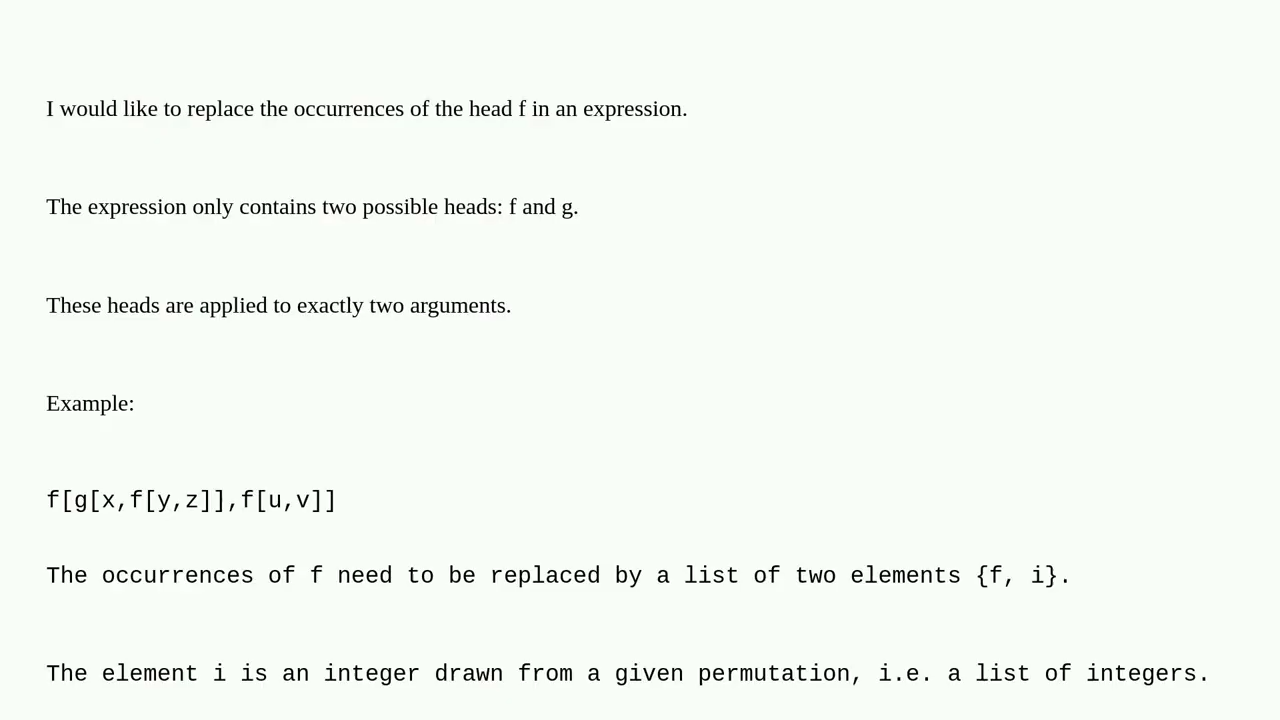 I would like to replace the occurrences of the head f in an expression.
The expression only contains two possible heads: f and g.
These heads are applied to exactly two arguments.
Example:
f[g[x,f[y,z]],f[u,v]]
The occurrences of f need to be replaced by a list of two elements {f, i}.
The element i is an integer drawn from a given permutation, i.e. a list of integers.